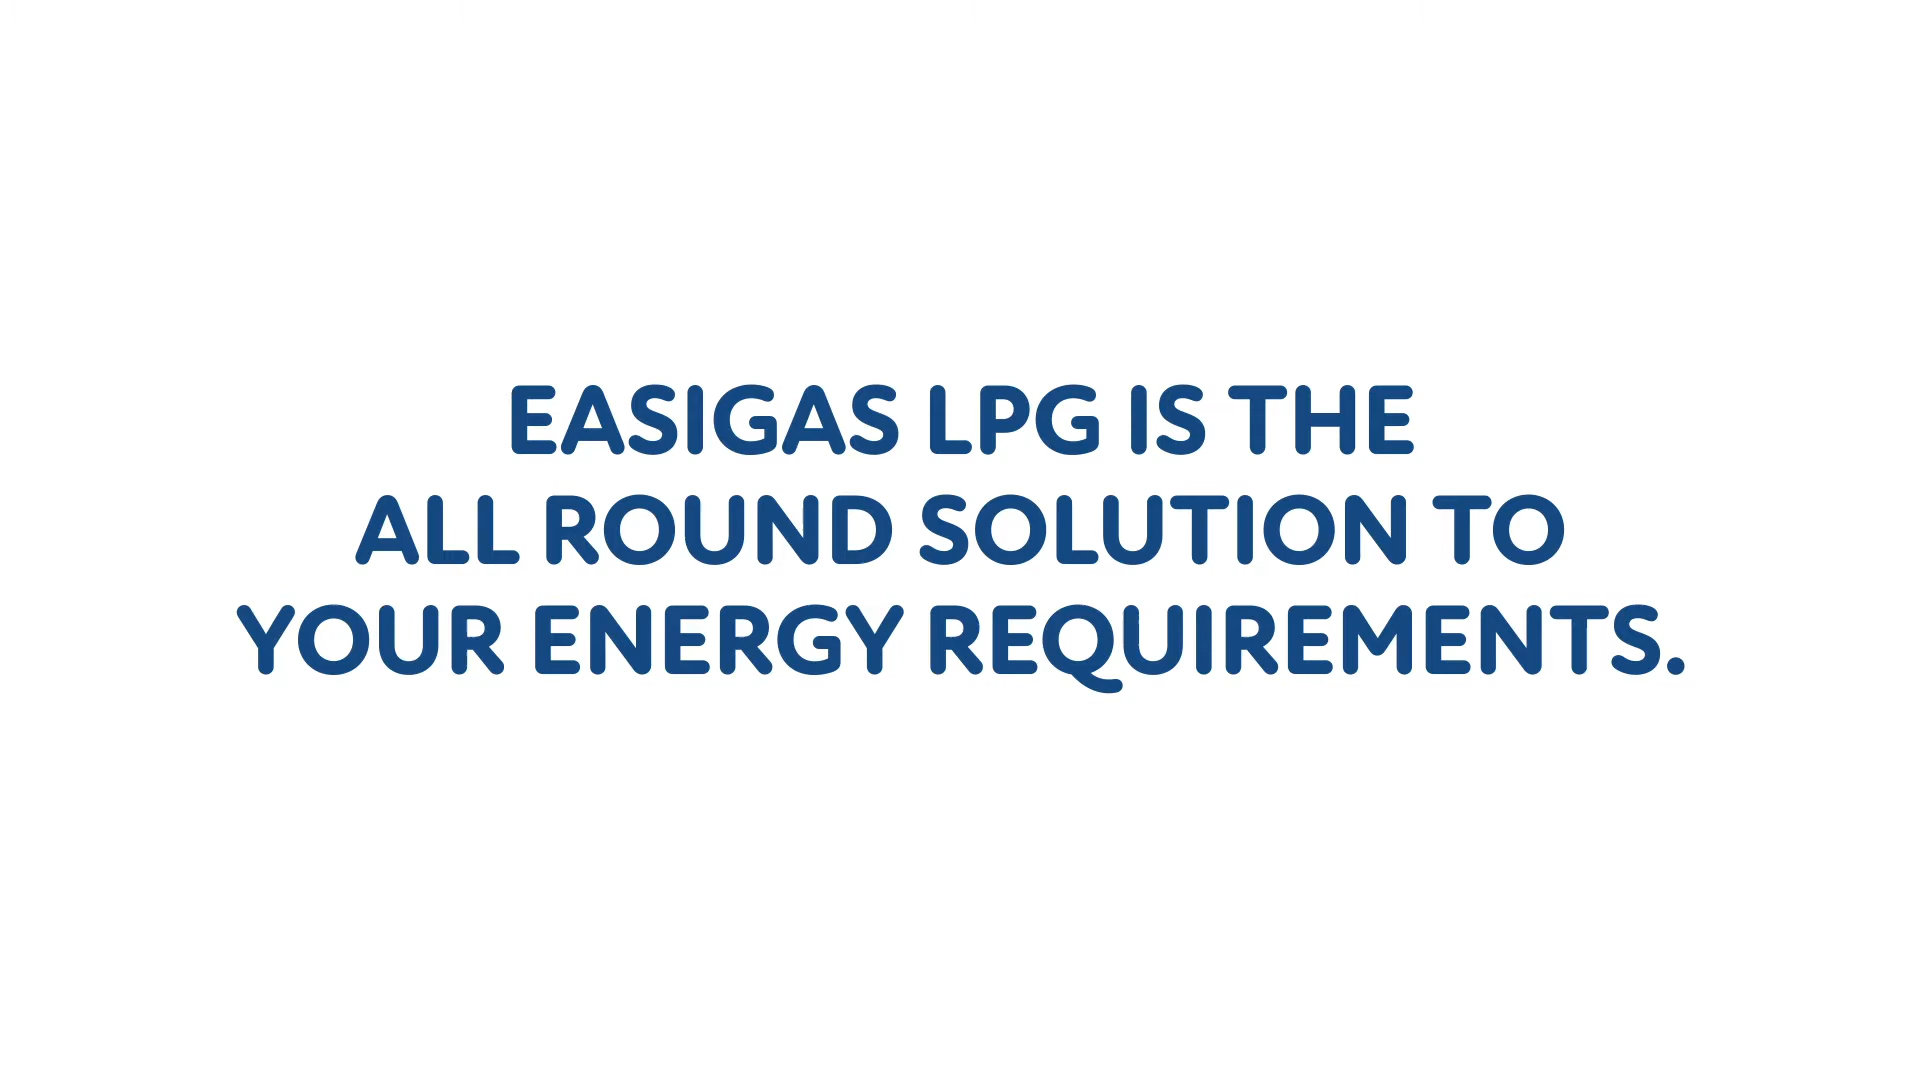 EASIGAS LPG IS THE
ALL ROUND SOLUTION TO
YOUR ENERGY REQUIREMENTS.